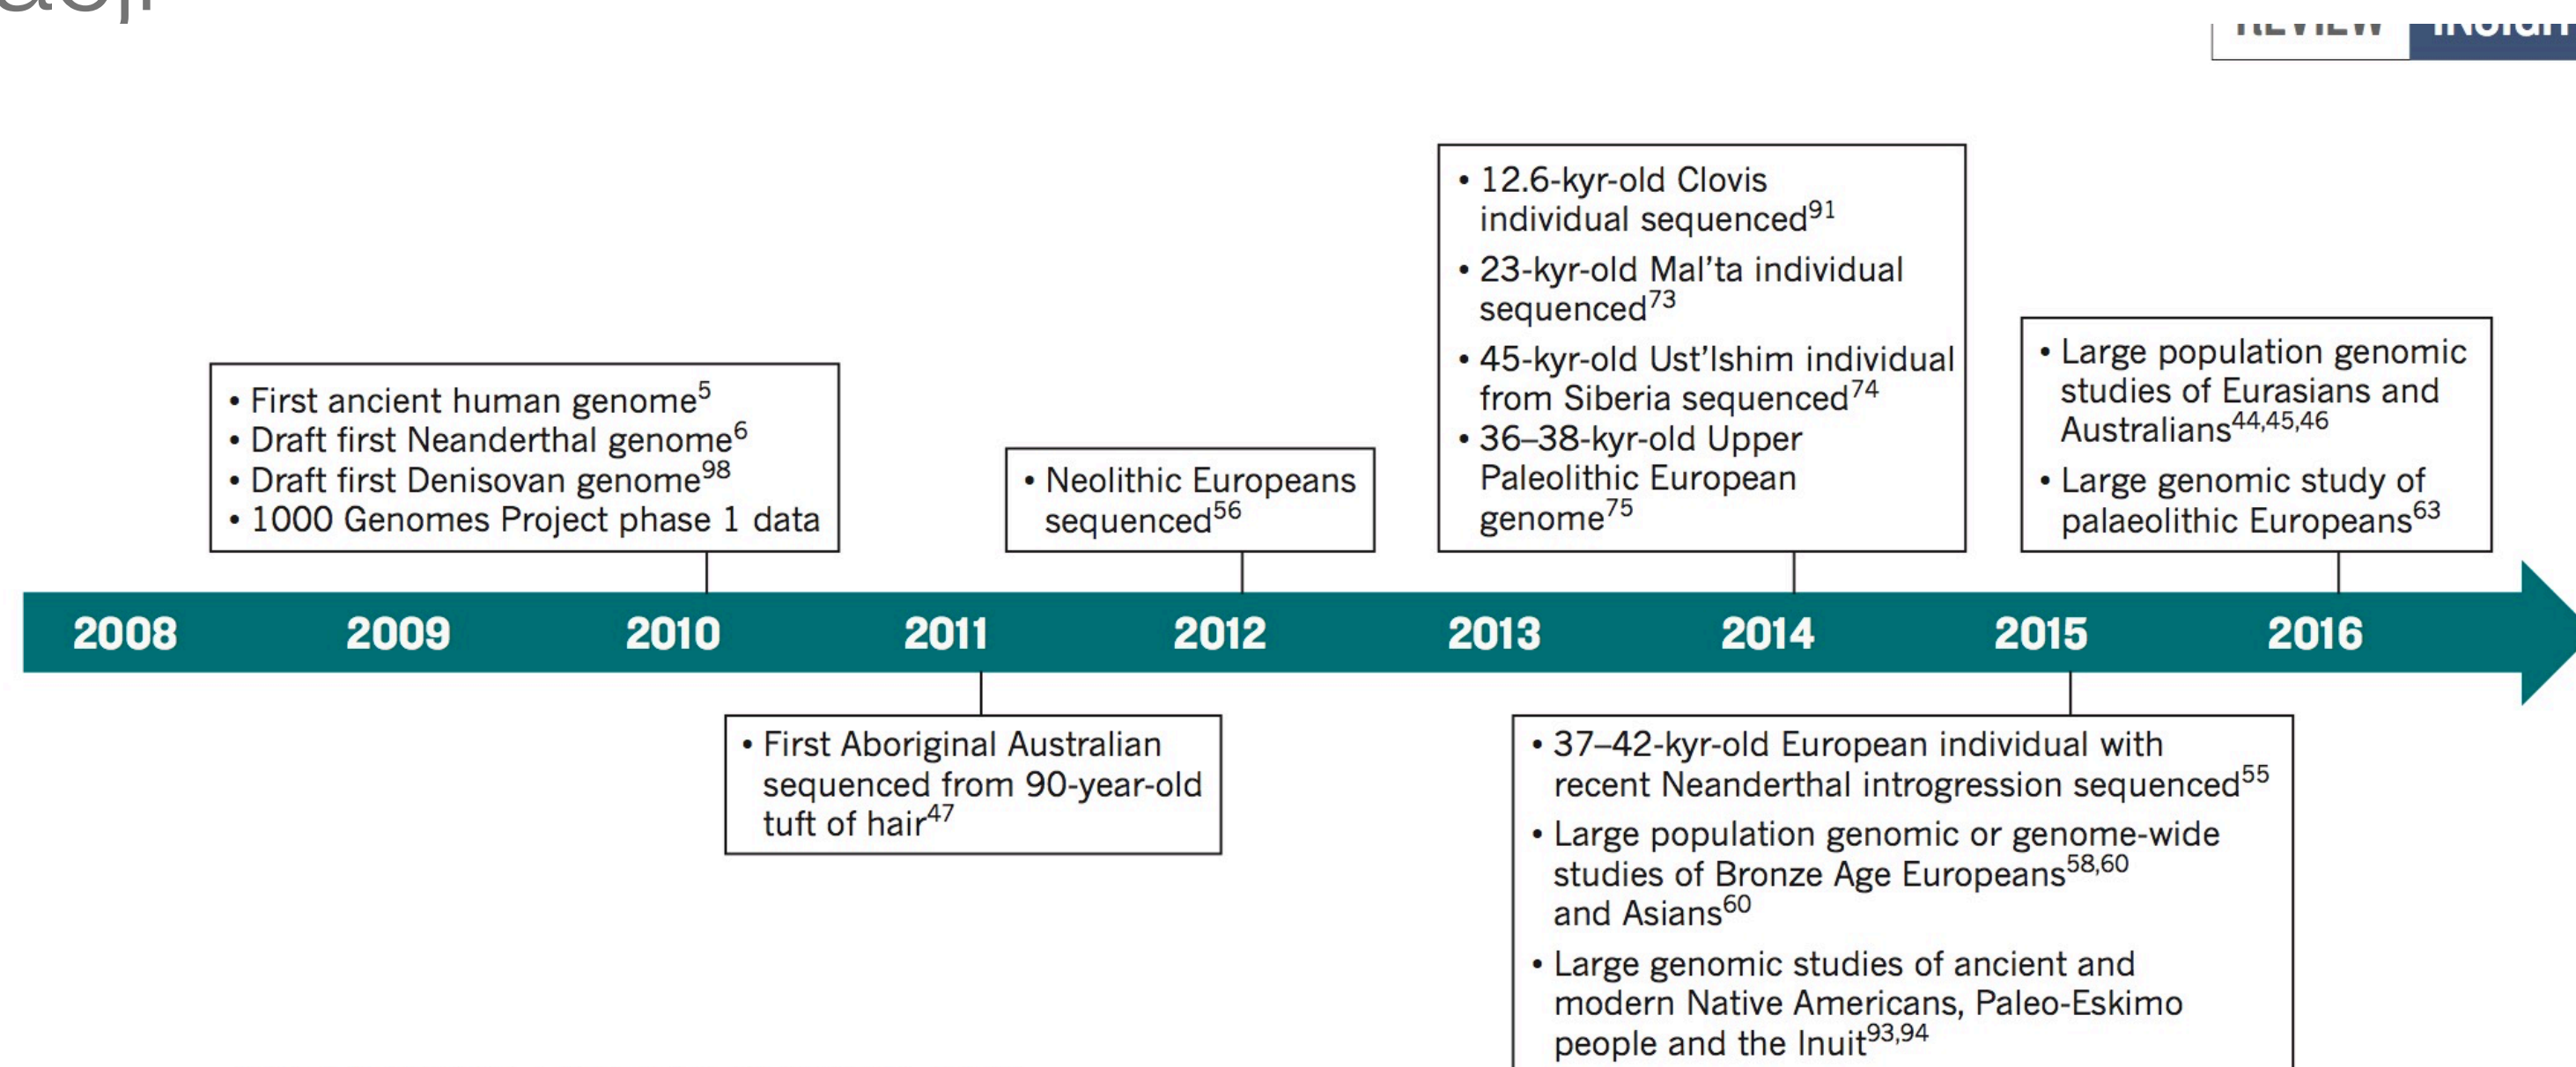 REVIEW INSIGHT
• 12.6-kyr-old Clovis
individual sequenced91
• 23-kyr-old Mal’ta individual
sequenced73
• 45-kyr-old Ust’Ishim individual
from Siberia sequenced74
• 36–38-kyr-old Upper
Paleolithic European
genome75
• Large population genomic
studies of Eurasians and
Australians44,45,46
• Large genomic study of
palaeolithic Europeans63
• First ancient human genome5
• Draft first Neanderthal genome6
• Draft first Denisovan genome98
• 1000 Genomes Project phase 1 data
• Neolithic Europeans
sequenced56
2008 2009 2010 2011 2012 2013 2014 2015 2016
• First Aboriginal Australian
sequenced from 90-year-old
tuft of hair47
• 37–42-kyr-old European individual with
recent Neanderthal introgression sequenced55
• Large population genomic or genome-wide
studies of Bronze Age Europeans58,60
and Asians60
• Large genomic studies of ancient and
modern Native Americans, Paleo-Eskimo
people and the Inuit93,94